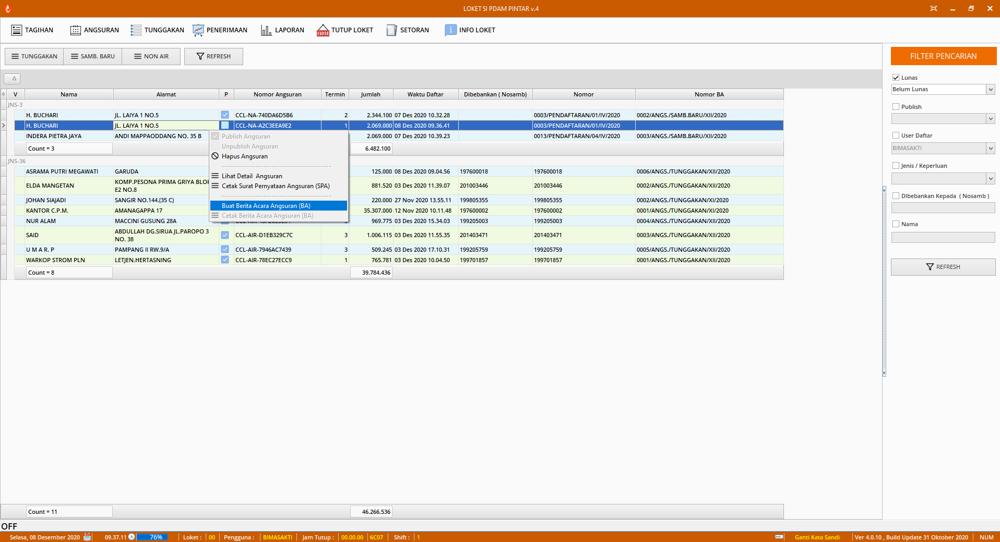 LOKET SI PDAM PINTAR v.4
TAGIHAN ANGSURAN TUNGGAKAN PENERIMAAN LAPORAN CLOSE TUTUP LOKET SETORAN INFO LOKET
TUNGGAKAN SAMB. BARU NON AIR REFRESH
V Nama Alamat P Nomor Angsuran Termin Jumlah Waktu Daftar Dibebankan ( Nosamb) Nomor Nomor BA
JNS-3
H. BUCHARI JL. LAIYA 1 NO.5 CCL-NA-740DA6D5B6 2 2.344.100 07 Des 2020 10.32.28 0003/PENDAFTARAN/01/IV/2020 0002/ANGS./SAMB.BARU/XII/2020
H. BUCHARI JL. LAIYA 1 NO.5 CCL-NA-A2C3EEA9E2 1 2.069.000 08 Des 2020 09.36.41 0003/PENDAFTARAN/01/IV/2020
INDERA PIETRA JAYA ANDI MAPPAODDANG NO. 35 B 2.069.000 07 Des 2020 10.39.23 0013/PENDAFTARAN/04/IV/2020 0003/ANGS./SAMB.BARU/XII/2020
Count = 3 6.482.100
JNS-36
ASRAMA PUTRI MEGAWATI GARUDA 125.000 08 Des 2020 09.04.56 197600018 197600018 0006/ANGS./TUNGGAKAN/XII/2020
ELDA MANGETAN KOMP.PESONA PRIMA GRIYA BLOK E2 NO.8 881.520 03 Des 2020 11.39.07 201003446 201003446 0002/ANGS./TUNGGAKAN/XII/2020
JOHAN SIAJADI SANGIR NO.144.(35 C) 220.000 27 Nov 2020 13.55.11 199805355 199805355 0002/ANGS./TUNGGAKAN/XI/2020
KANTOR C.P.M. AMANAGAPPA 17 35.307.000 12 Nov 2020 10.11.48 197600002 197600002 0001/ANGS./TUNGGAKAN/XI/2020
NUR ALAM MACCINI GUSUNG 28A 969.775 03 Des 2020 15.34.03 199205003 199205003 0004/ANGS./TUNGGAKAN/XII/2020
SAID ABDULLAH DG.SIRUA JL.PAROPO 3 NO. 38 CCL-AIR-D1EB329C7C 3 1.006.115 03 Des 2020 11.55.35 201403471 201403471 0003/ANGS./TUNGGAKAN/XII/2020
U M A R. P PAMPANG II RW.9/A CCL-AIR-7946AC7439 3 509.245 03 Des 2020 17.10.31 199205759 199205759 0005/ANGS./TUNGGAKAN/XII/2020
WARKOP STROM PLN LETJEN.HERTASNING CCL-AIR-78EC27ECC9 1 765.781 03 Des 2020 10.04.50 199701857 199701857 0001/ANGS./TUNGGAKAN/XII/2020
Count = 8 39.784.436
Publish Angsuran
Unpublish Angsuran
Hapus Angsuran
Lihat Detail Angsuran
Cetak Surat Pernyataan Angsuran (SPA)
Buat Berita Acara Angsuran (BA)
Cetak Berita Acara Angsuran (BA)
Count = 11 46.266.536
FILTER PENCARIAN
Lunas
Belum Lunas
Publish
User Daftar
BIMASAKTI
Jenis / Keperluan
DIbebankan Kepada ( Nosamb )
Nama
REFRESH
OFF
Selasa, 08 Desember 2020 09.37.11 76% Loket : 00 Pengguna : BIMASAKTI Jam Tutup : 00.00.00 6C07 Shift : 1 Ganti Kata Sandi Ver 4.0.10 , Build Update 31 Oktober 2020 NUM